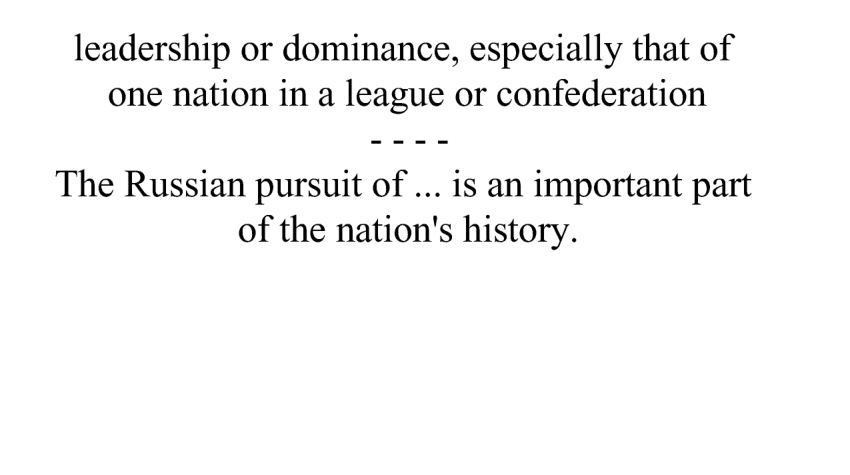 leadership or dominance, especially that of
one nation in a league or confederation
- - - -
The Russian pursuit of ... is an important part
of the nation's history.